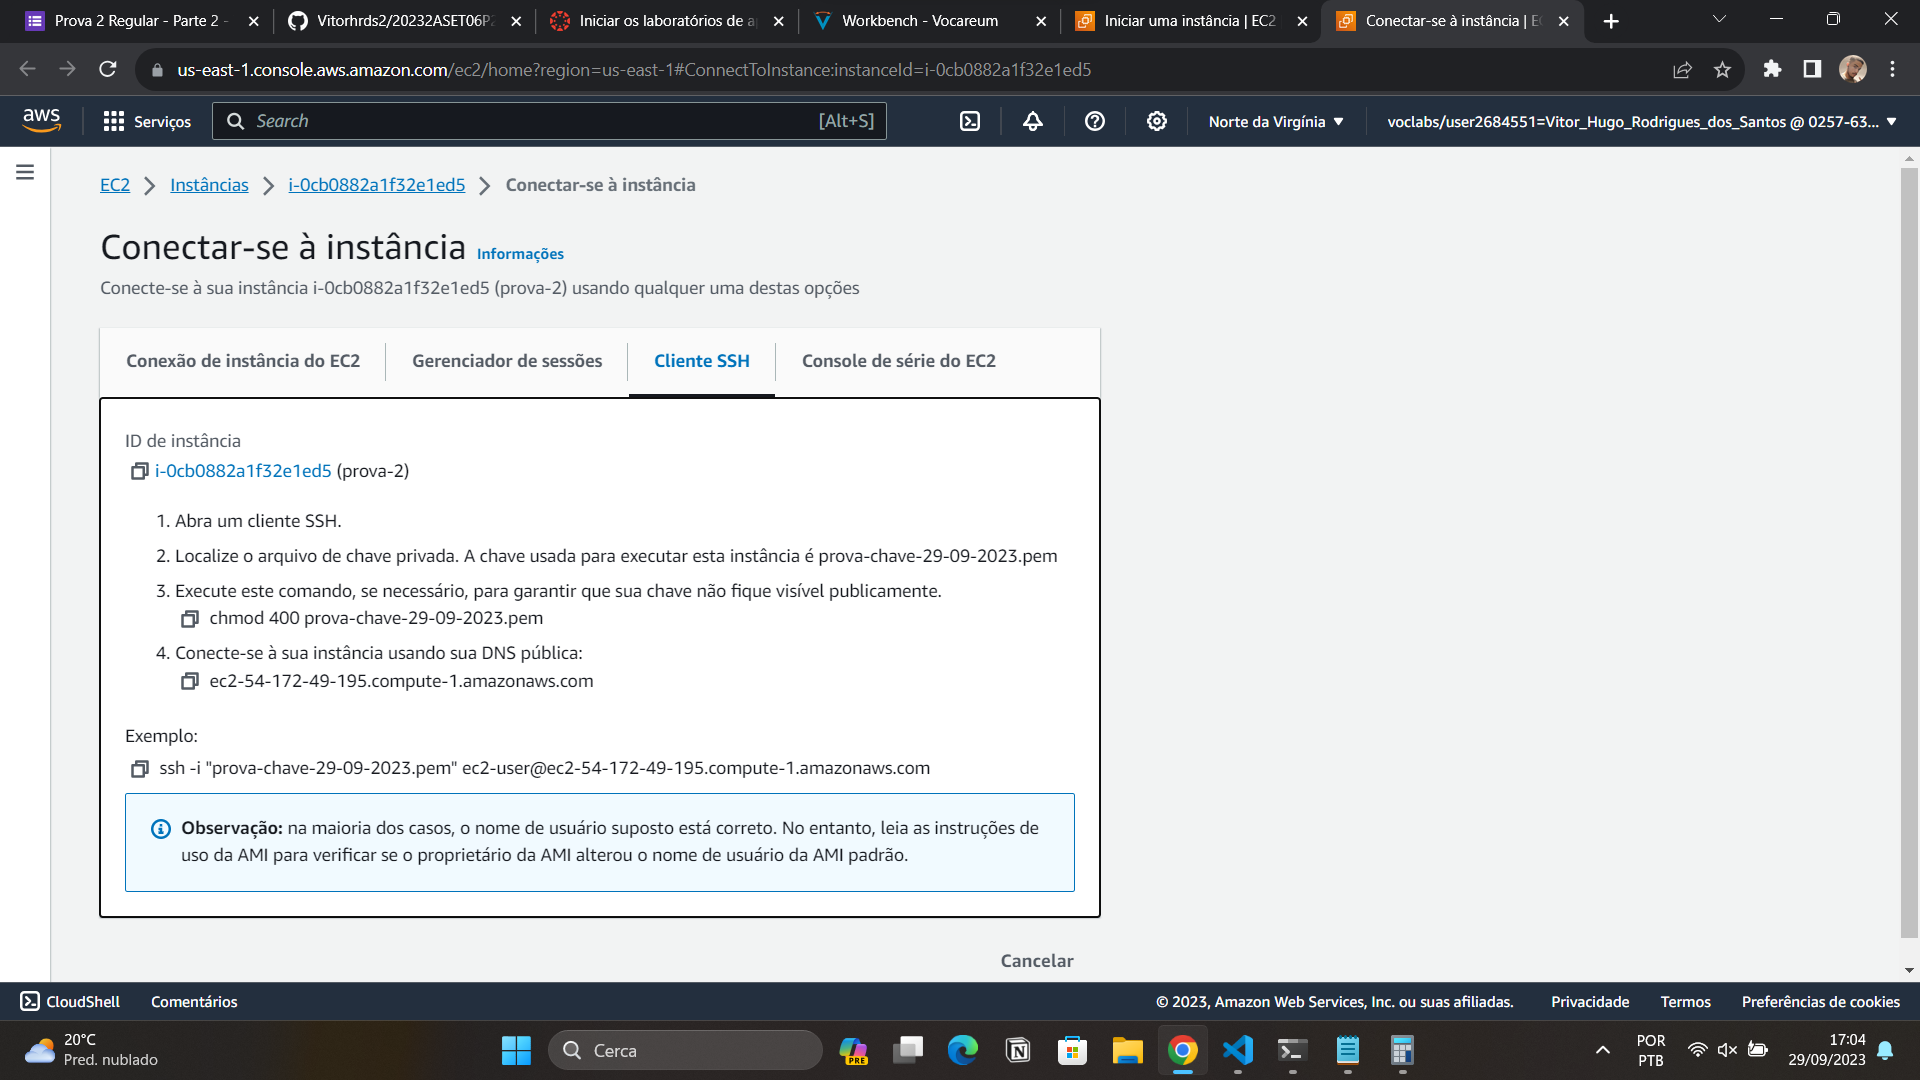 Prova 2 Regular - Parte 2 -
Vitorhrds2/20232ASET06P2
Iniciar os laboratórios de a
Workbench - Vocareum
Iniciar uma instância | EC2
Conectar-se à instância | E
us-east-1.console.aws.amazon.com/ec2/home?region=us-east-1#ConnectToInstance:instanceId=i-0cb0882a1f32e1ed5
aws
Serviços
Search
[Alt+S]
Norte da Virgínia
voclabs/user2684551=Vitor_Hugo_Rodrigues_dos_Santos @ 0257-63...
EC2
Instâncias
i-0cb0882a1f32e1ed5
Conectar-se à instância
Conectar-se à instância Informações
Conecte-se à sua instância i-0cb0882a1f32e1ed5 (prova-2) usando qualquer uma destas opções
Conexão de instância do EC2
Gerenciador de sessões
Cliente SSH
Console de série do EC2
ID de instância
i-0cb0882a1f32e1ed5 (prova-2)
1. Abra um cliente SSH.
2. Localize o arquivo de chave privada. A chave usada para executar esta instância é prova-chave-29-09-2023.pem
3. Execute este comando, se necessário, para garantir que sua chave não fique visível publicamente.
chmod 400 prova-chave-29-09-2023.pem
4. Conecte-se à sua instância usando sua DNS pública:
ec2-54-172-49-195.compute-1.amazonaws.com
Exemplo:
ssh -i "prova-chave-29-09-2023.pem" ec2-user@ec2-54-172-49-195.compute-1.amazonaws.com
Observação: na maioria dos casos, o nome de usuário suposto está correto. No entanto, leia as instruções de
uso da AMI para verificar se o proprietário da AMI alterou o nome de usuário da AMI padrão.
Cancelar
CloudShell
Comentários
© 2023, Amazon Web Services, Inc. ou suas afiliadas.
Privacidade
Termos
Preferências de cookies
20°C
Pred. nublado
Cerca
PRE
POR
PTB
17:04
29/09/2023